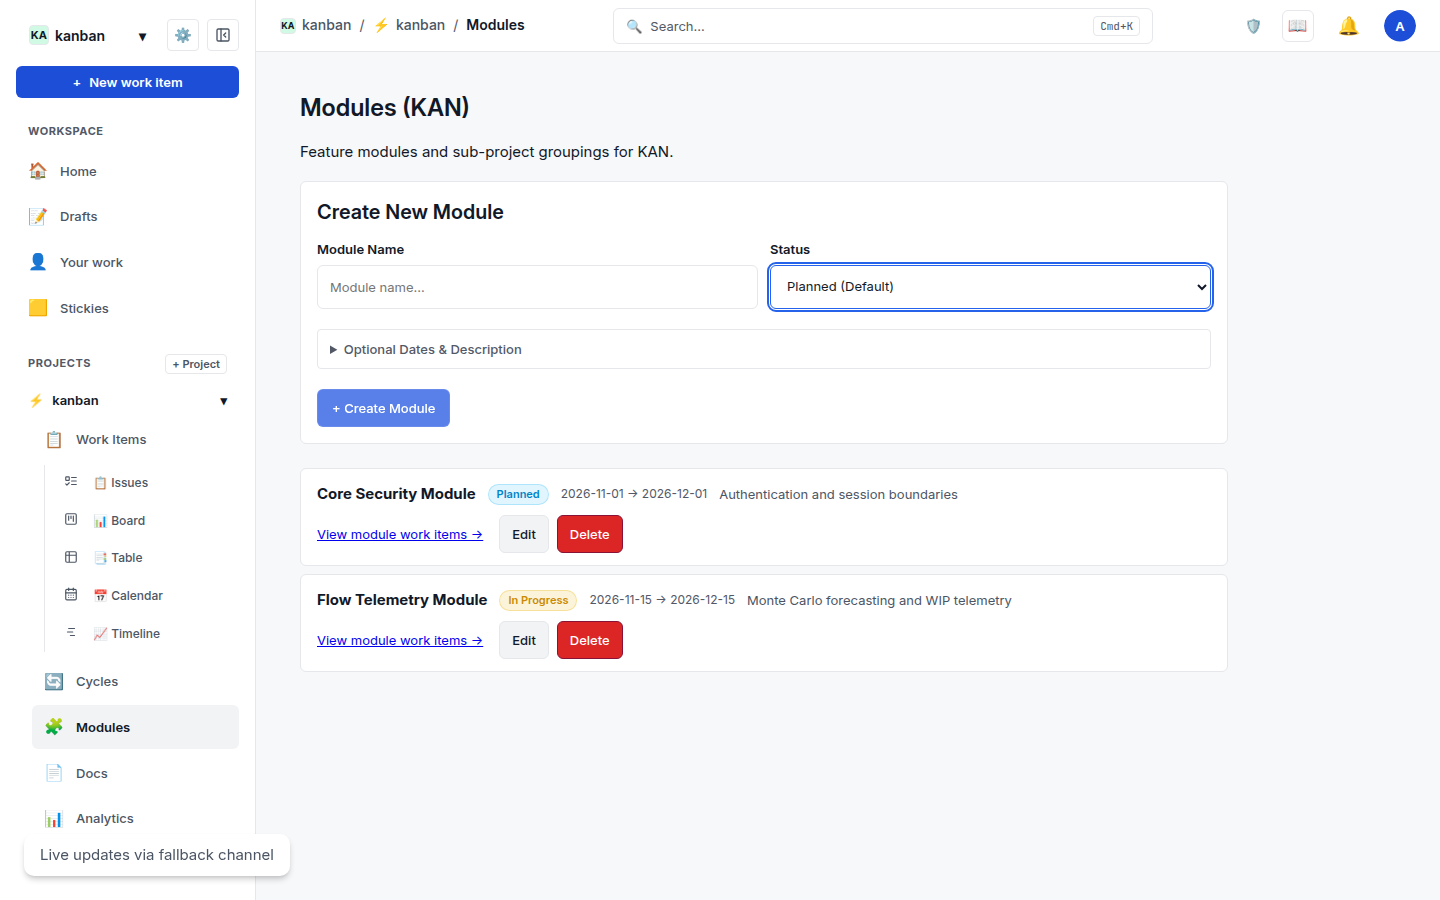 KA kanban ▾
+ New work item
WORKSPACE
Home
Drafts
Your work
Stickies
PROJECTS + Project
kanban ▾
Work Items
Issues
Board
Table
Calendar
Timeline
Cycles
Modules
Docs
Analytics
Live updates via fallback channel
KA kanban / kanban / Modules
Search...
Cmd+K
A
Modules (KAN)
Feature modules and sub-project groupings for KAN.
Create New Module
Module Name
Status
Module name...
Planned (Default)
▶ Optional Dates & Description
+ Create Module
Core Security Module Planned 2026-11-01 → 2026-12-01 Authentication and session boundaries
View module work items → Edit Delete
Flow Telemetry Module In Progress 2026-11-15 → 2026-12-15 Monte Carlo forecasting and WIP telemetry
View module work items → Edit Delete